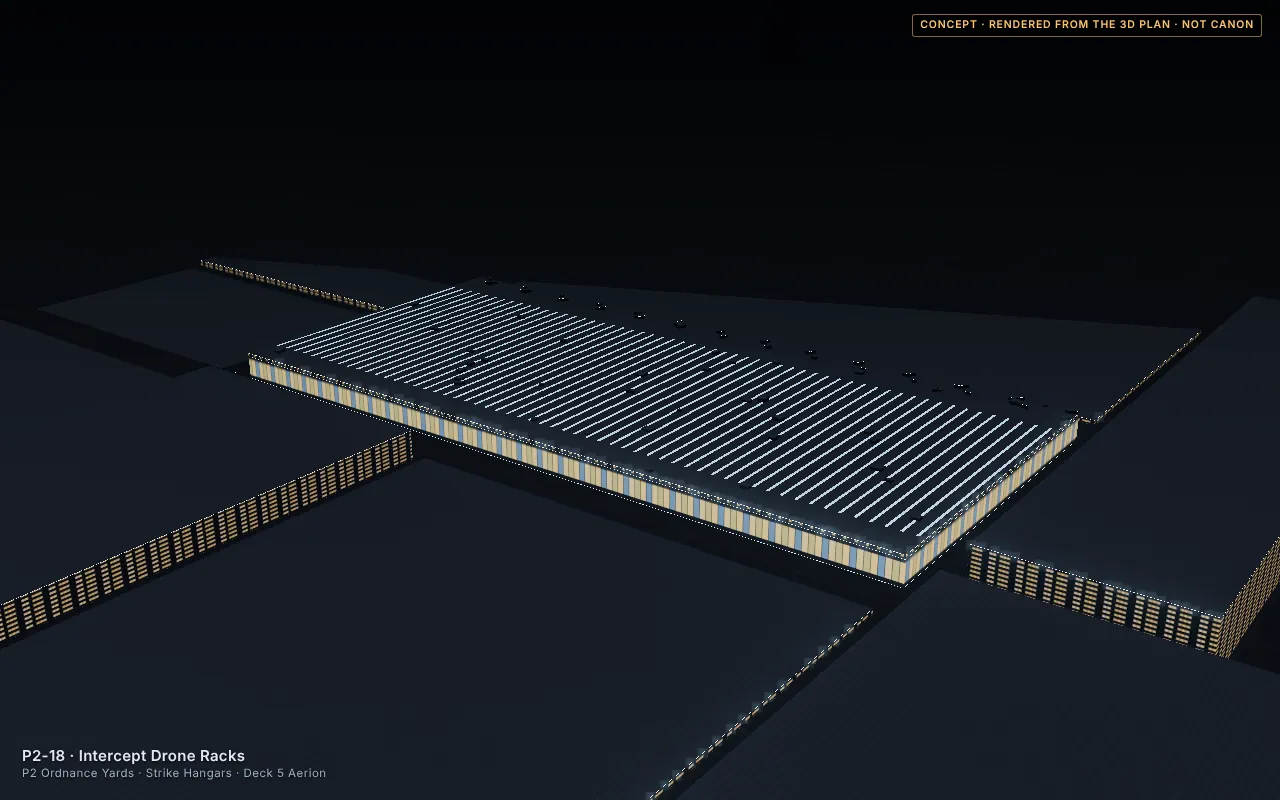 CONCEPT · RENDERED FROM THE 3D PLAN · NOT CANON
P2-18 · Intercept Drone Racks
P2 Ordnance Yards · Strike Hangars · Deck 5 Aerion